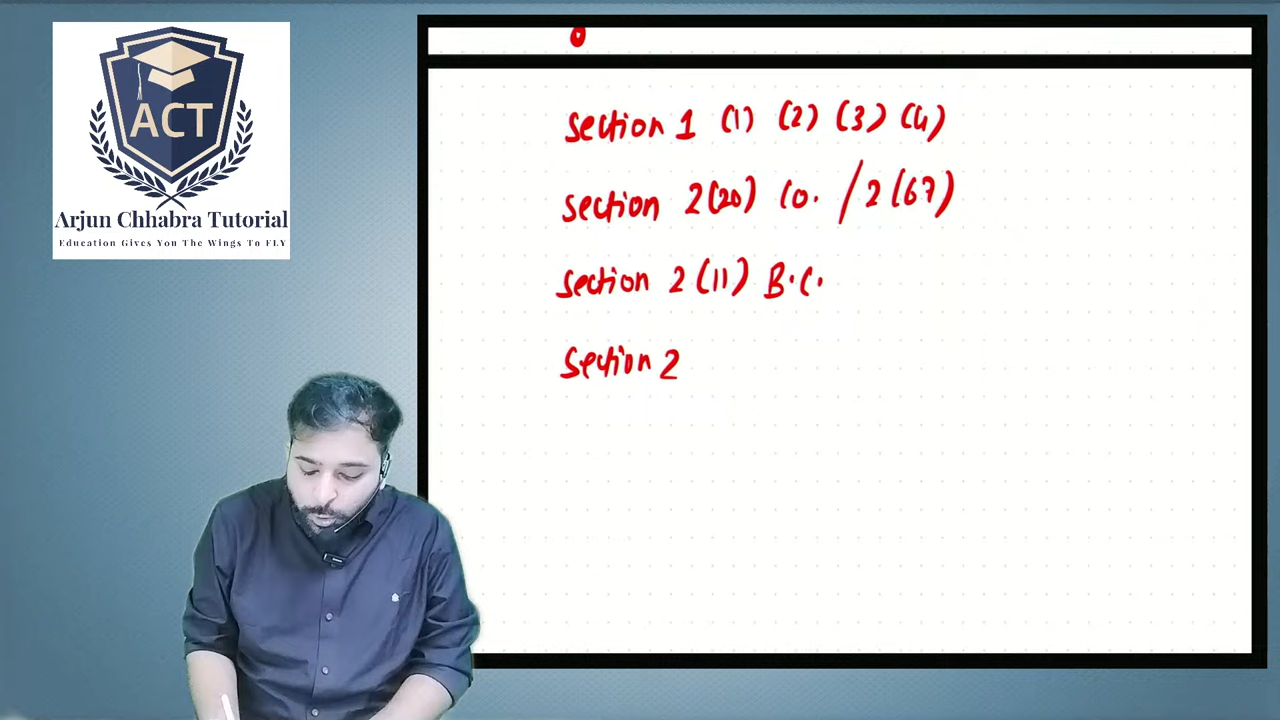 ACT
Arjun Chhabra Tutorial
Education Gives You The Wings To FLY
Section 1 (1) (2) (3) (4)
Section 2(20) Co. / 2(67)
Section 2(11) B.C.
Section 2